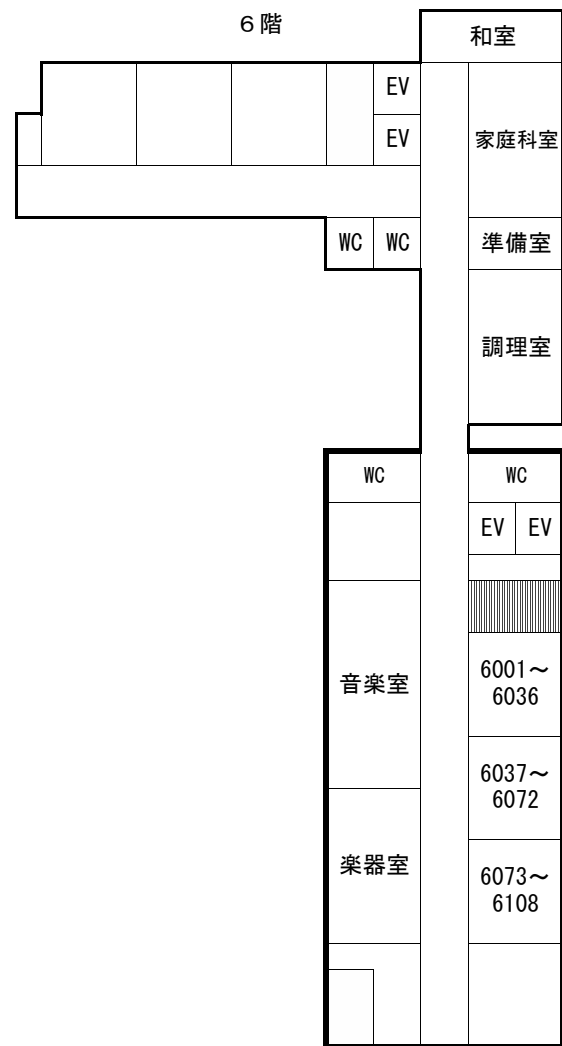 6階
和室
EV
EV
家庭科室
WC
WC
準備室
調理室
WC
WC
EV
EV
音楽室
6001～
6036
6037～
6072
楽器室
6073～
6108